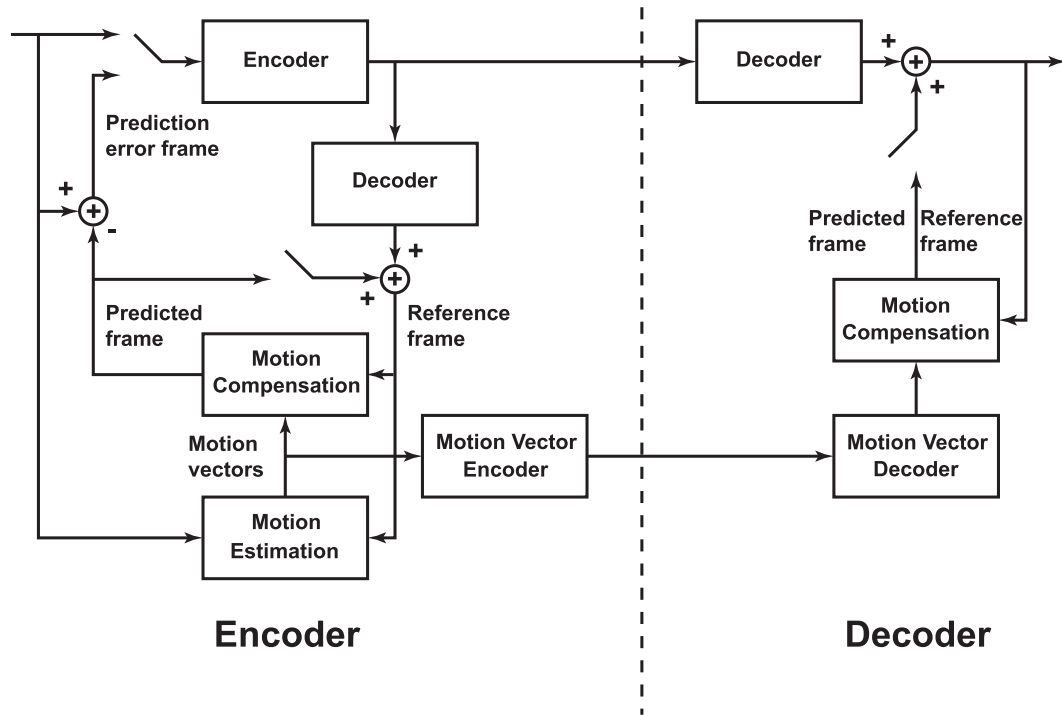 Encoder
Decoder
+
+
+
Prediction
error frame
Decoder
+
+
-
+
+
+
Predicted
frame
Reference
frame
Predicted
frame
Reference
frame
Motion
Compensation
Motion
Compensation
Motion
vectors
Motion Vector
Encoder
Motion Vector
Decoder
Motion
Estimation
Encoder
Decoder